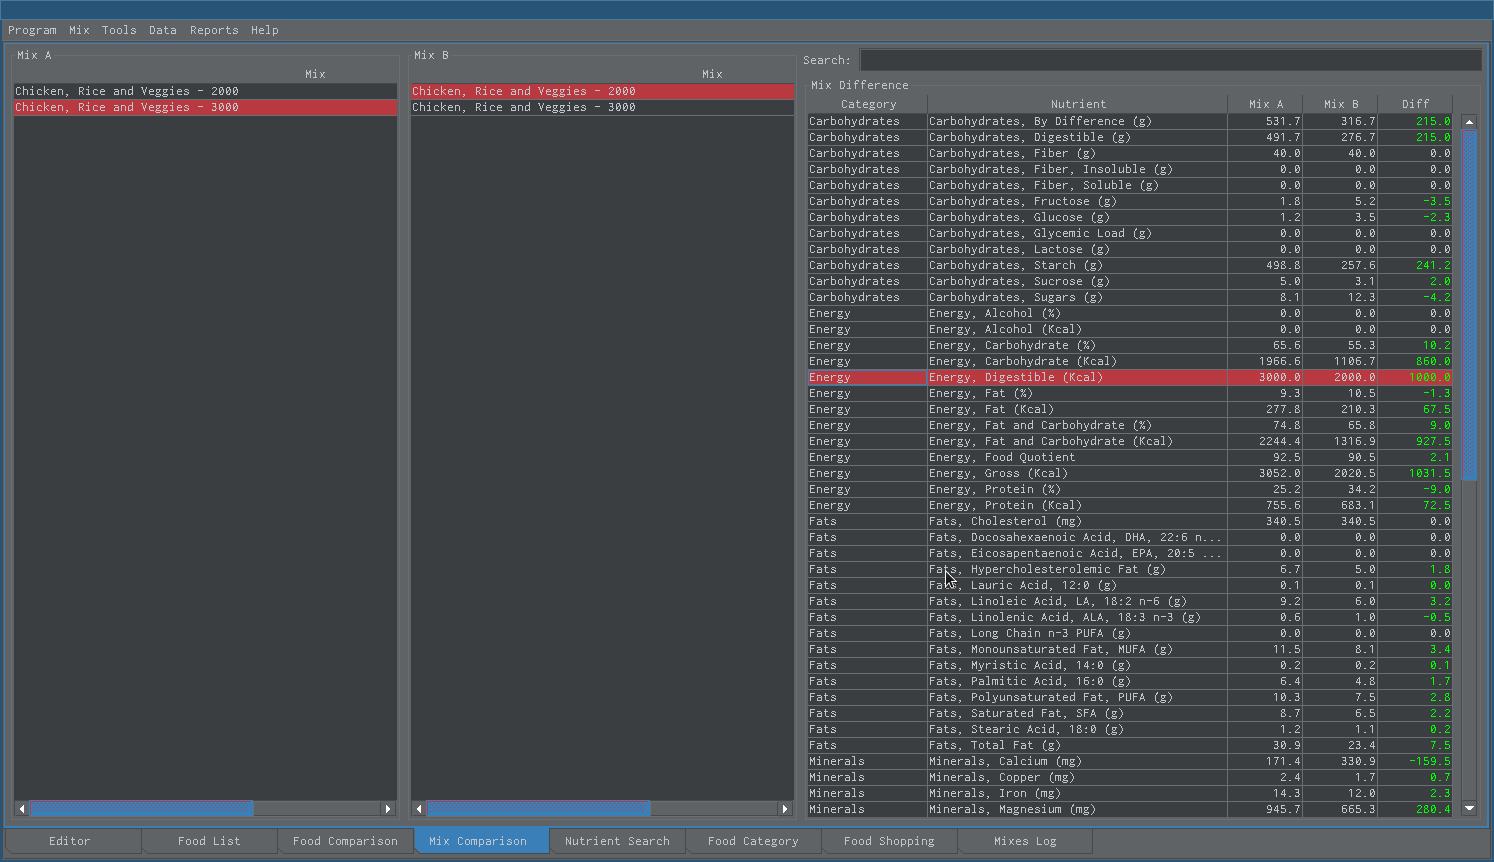 Program Mix Tools Data Reports Help
Mix A
Mix
Chicken, Rice and Veggies - 2000
Chicken, Rice and Veggies - 3000
Mix B
Mix
Chicken, Rice and Veggies - 2000
Chicken, Rice and Veggies - 3000
Search:
Mix Difference
Category Nutrient Mix A Mix B Diff
Carbohydrates Carbohydrates, By Difference (g) 531.7 316.7 215.0
Carbohydrates Carbohydrates, Digestible (g) 491.7 276.7 215.0
Carbohydrates Carbohydrates, Fiber (g) 40.0 40.0 0.0
Carbohydrates Carbohydrates, Fiber, Insoluble (g) 0.0 0.0 0.0
Carbohydrates Carbohydrates, Fiber, Soluble (g) 0.0 0.0 0.0
Carbohydrates Carbohydrates, Fructose (g) 1.8 5.2 -3.5
Carbohydrates Carbohydrates, Glucose (g) 1.2 3.5 -2.3
Carbohydrates Carbohydrates, Glycemic Load (g) 0.0 0.0 0.0
Carbohydrates Carbohydrates, Lactose (g) 0.0 0.0 0.0
Carbohydrates Carbohydrates, Starch (g) 498.8 257.6 241.2
Carbohydrates Carbohydrates, Sucrose (g) 5.0 3.1 2.0
Carbohydrates Carbohydrates, Sugars (g) 8.1 12.3 -4.2
Energy Energy, Alcohol (%) 0.0 0.0 0.0
Energy Energy, Alcohol (Kcal) 0.0 0.0 0.0
Energy Energy, Carbohydrate (%) 65.6 55.3 10.2
Energy Energy, Carbohydrate (Kcal) 1966.6 1106.7 860.0
Energy Energy, Digestible (Kcal) 3000.0 2000.0 1000.0
Energy Energy, Fat (%) 9.3 10.5 -1.3
Energy Energy, Fat (Kcal) 277.8 210.3 67.5
Energy Energy, Fat and Carbohydrate (%) 74.8 65.8 9.0
Energy Energy, Fat and Carbohydrate (Kcal) 2244.4 1316.9 927.5
Energy Energy, Food Quotient 92.5 90.5 2.1
Energy Energy, Gross (Kcal) 3052.0 2020.5 1031.5
Energy Energy, Protein (%) 25.2 34.2 -9.0
Energy Energy, Protein (Kcal) 755.6 683.1 72.5
Fats Fats, Cholesterol (mg) 340.5 340.5 0.0
Fats Fats, Docosahexaenoic Acid, DHA, 22:6 n... 0.0 0.0 0.0
Fats Fats, Eicosapentaenoic Acid, EPA, 20:5 ... 0.0 0.0 0.0
Fats Fats, Hypercholesterolemic Fat (g) 6.7 5.0 1.8
Fats Fats, Lauric Acid, 12:0 (g) 0.1 0.1 0.0
Fats Fats, Linoleic Acid, LA, 18:2 n-6 (g) 9.2 6.0 3.2
Fats Fats, Linolenic Acid, ALA, 18:3 n-3 (g) 0.6 1.0 -0.5
Fats Fats, Long Chain n-3 PUFA (g) 0.0 0.0 0.0
Fats Fats, Monounsaturated Fat, MUFA (g) 11.5 8.1 3.4
Fats Fats, Myristic Acid, 14:0 (g) 0.2 0.2 0.1
Fats Fats, Palmitic Acid, 16:0 (g) 6.4 4.8 1.7
Fats Fats, Polyunsaturated Fat, PUFA (g) 10.3 7.5 2.8
Fats Fats, Saturated Fat, SFA (g) 8.7 6.5 2.2
Fats Fats, Stearic Acid, 18:0 (g) 1.2 1.1 0.2
Fats Fats, Total Fat (g) 30.9 23.4 7.5
Minerals Minerals, Calcium (mg) 171.4 330.9 -159.5
Minerals Minerals, Copper (mg) 2.4 1.7 0.7
Minerals Minerals, Iron (mg) 14.3 12.0 2.3
Minerals Minerals, Magnesium (mg) 945.7 665.3 280.4
Editor Food List Food Comparison Mix Comparison Nutrient Search Food Category Food Shopping Mixes Log